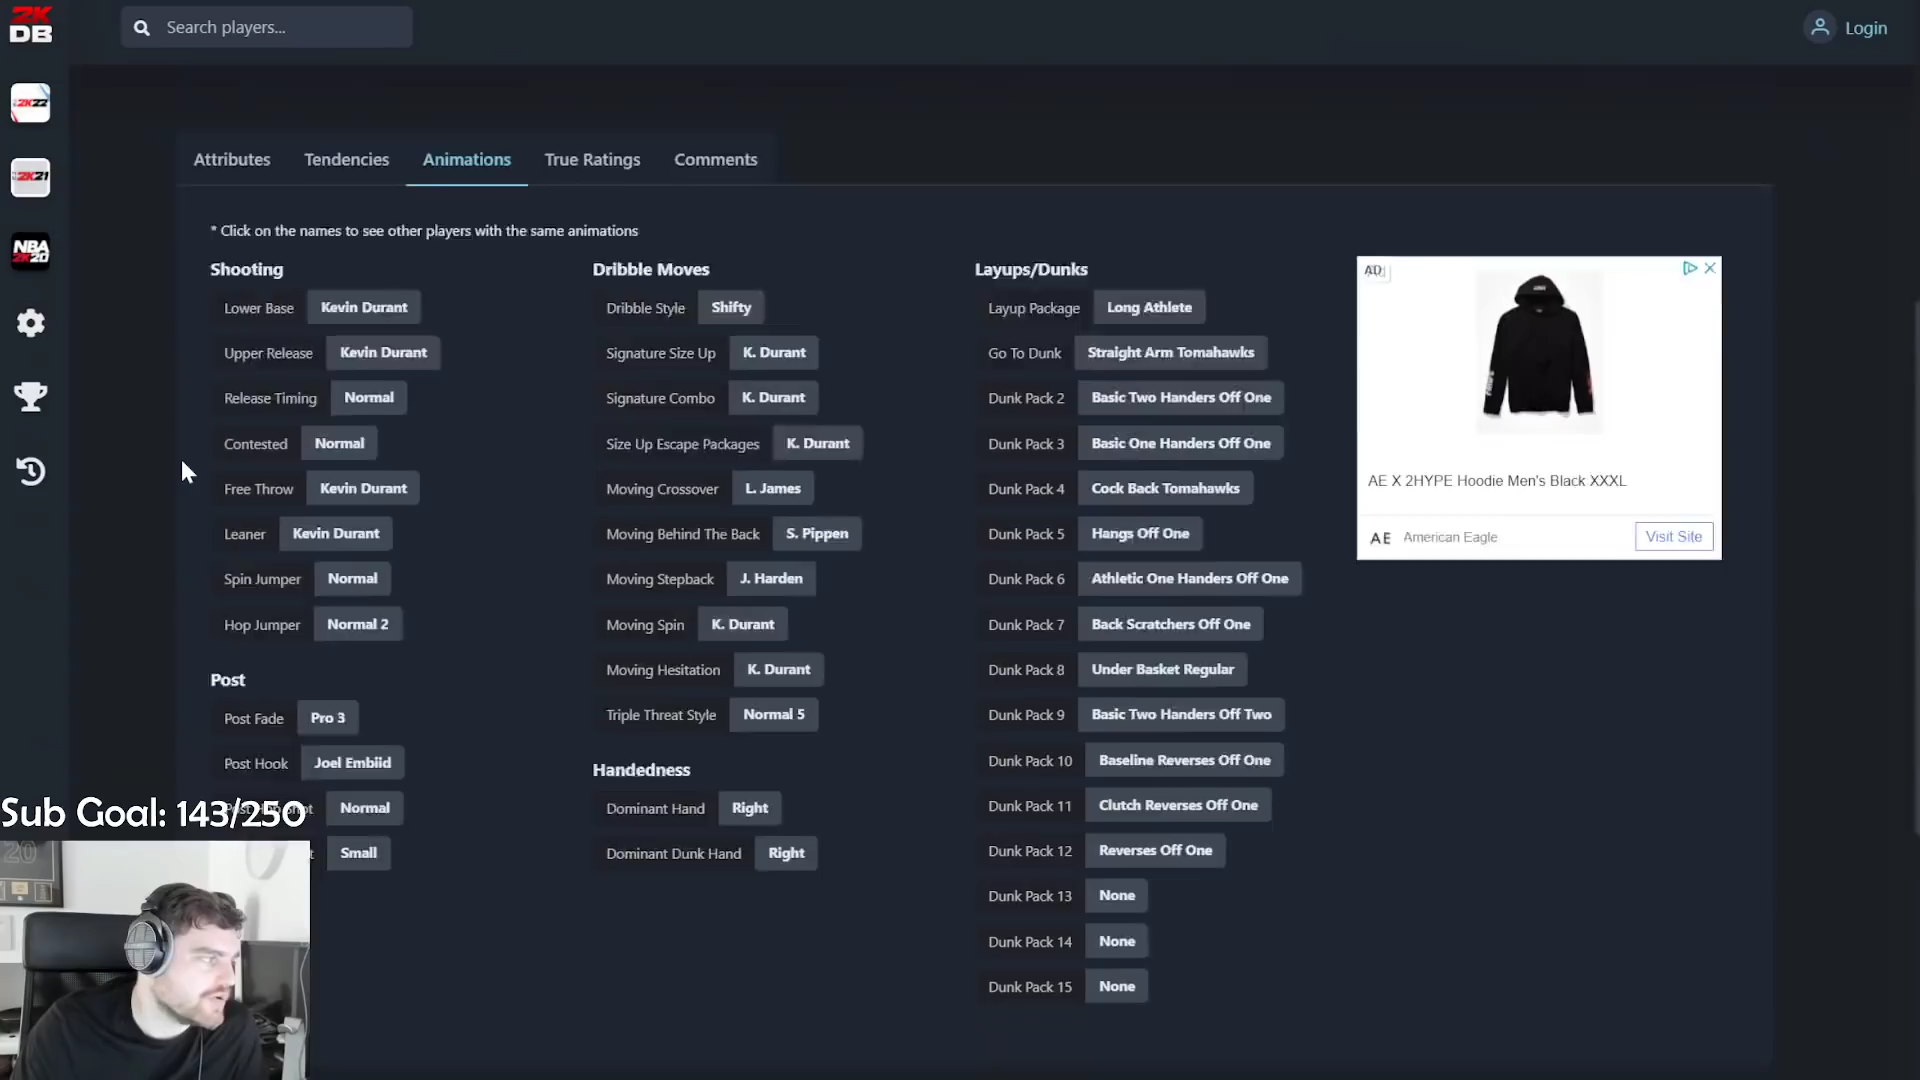 2K
DB
Search players...
Login
2K22
2K21
NBA
2K20
Attributes
Tendencies
Animations
True Ratings
Comments
* Click on the names to see other players with the same animations
Shooting
Lower Base Kevin Durant
Upper Release Kevin Durant
Release Timing Normal
Contested Normal
Free Throw Kevin Durant
Leaner Kevin Durant
Spin Jumper Normal
Hop Jumper Normal 2
Post
Post Fade Pro 3
Post Hook Joel Embiid
Normal
Small
Dribble Moves
Dribble Style Shifty
Signature Size Up K. Durant
Signature Combo K. Durant
Size Up Escape Packages K. Durant
Moving Crossover L. James
Moving Behind The Back S. Pippen
Moving Stepback J. Harden
Moving Spin K. Durant
Moving Hesitation K. Durant
Triple Threat Style Normal 5
Handedness
Dominant Hand Right
Dominant Dunk Hand Right
Layups/Dunks
Layup Package Long Athlete
Go To Dunk Straight Arm Tomahawks
Dunk Pack 2 Basic Two Handers Off One
Dunk Pack 3 Basic One Handers Off One
Dunk Pack 4 Cock Back Tomahawks
Dunk Pack 5 Hangs Off One
Dunk Pack 6 Athletic One Handers Off One
Dunk Pack 7 Back Scratchers Off One
Dunk Pack 8 Under Basket Regular
Dunk Pack 9 Basic Two Handers Off Two
Dunk Pack 10 Baseline Reverses Off One
Dunk Pack 11 Clutch Reverses Off One
Dunk Pack 12 Reverses Off One
Dunk Pack 13 None
Dunk Pack 14 None
Dunk Pack 15 None
AD
AE X 2HYPE Hoodie Men's Black XXXL
AE American Eagle
Visit Site
Sub Goal: 143/250
20